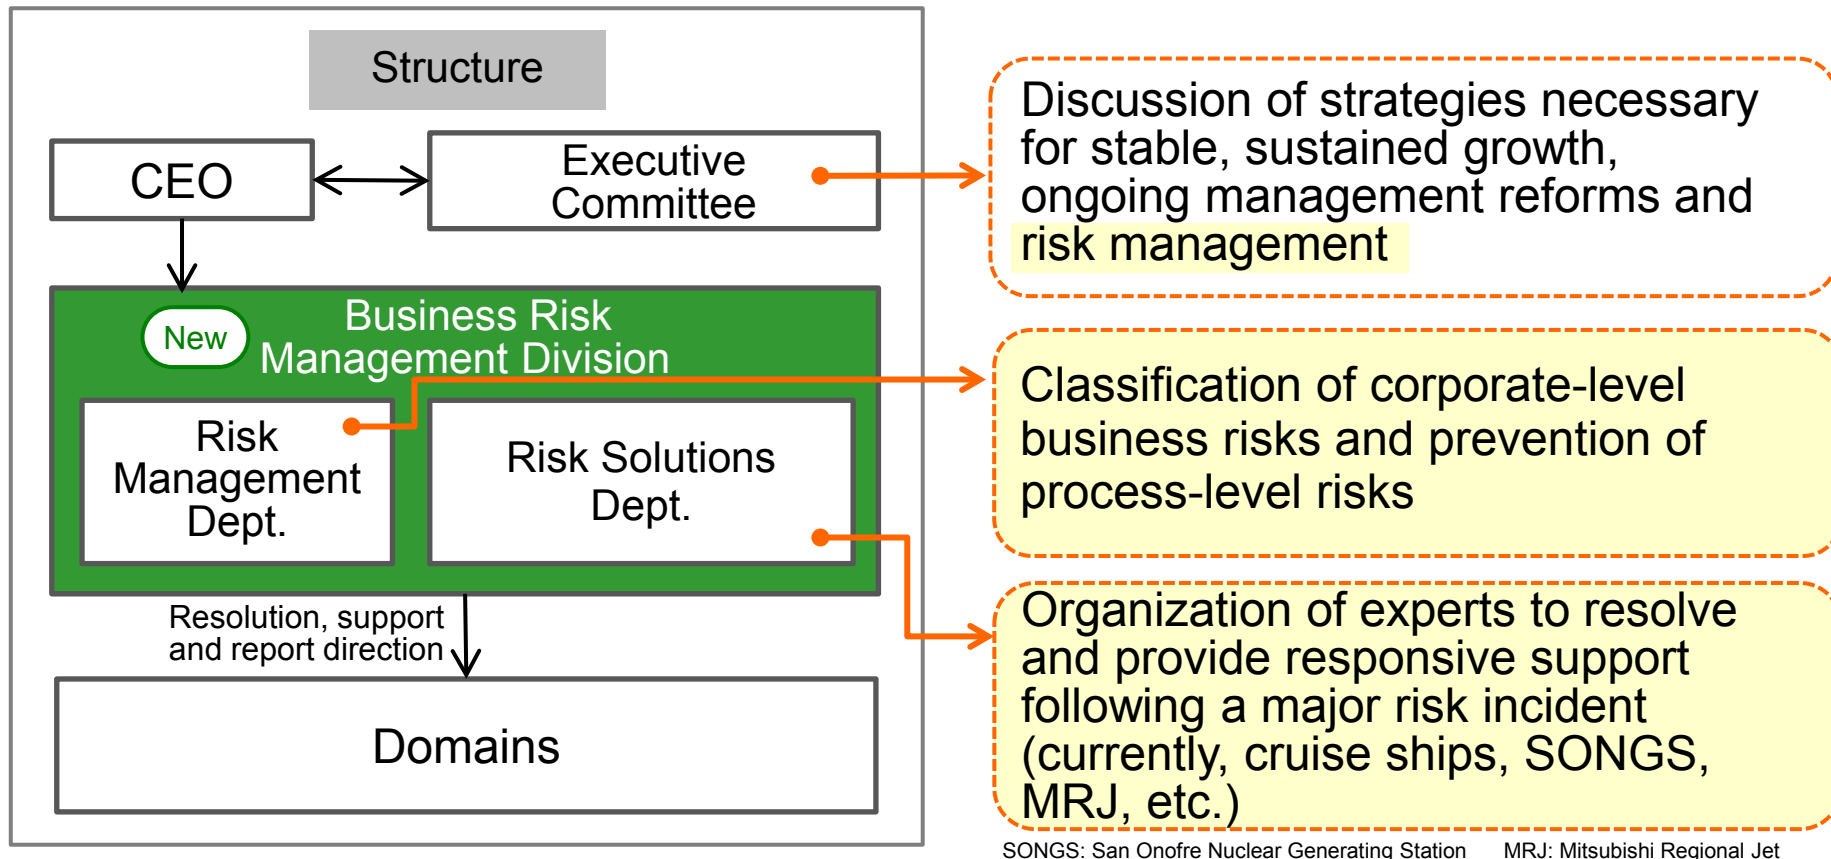 Structure
CEO
Executive
Committee
New
Business Risk
Management Division
Risk
Management
Dept.
Risk Solutions
Dept.
Resolution, support
and report direction
Domains
Discussion of strategies necessary
for stable, sustained growth,
ongoing management reforms and
risk management
Classification of corporate-level
business risks and prevention of
process-level risks
Organization of experts to resolve
and provide responsive support
following a major risk incident
(currently, cruise ships, SONGS,
MRJ, etc.)
SONGS: San Onofre Nuclear Generating Station MRJ: Mitsubishi Regional Jet